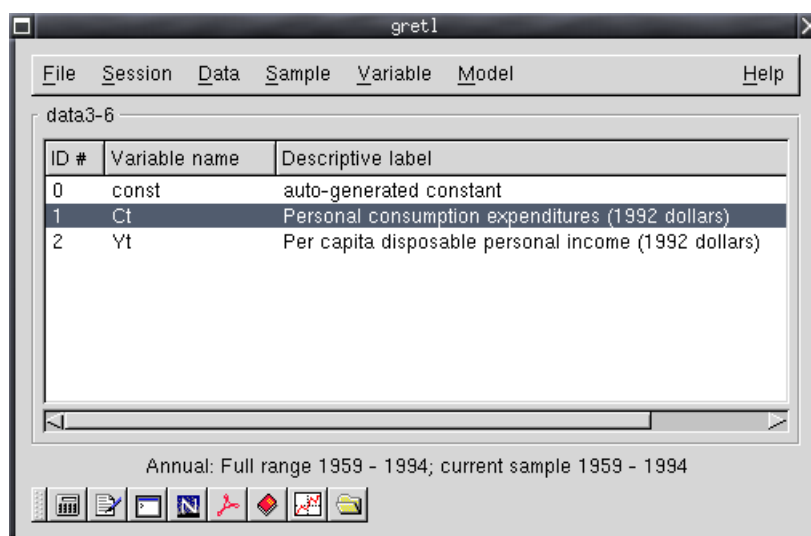 gretl
File Session Data Sample Variable Model Help
data3-6
ID # Variable name Descriptive label
0 const auto-generated constant
1 Ct Personal consumption expenditures (1992 dollars)
2 Yt Per capita disposable personal income (1992 dollars)
Annual: Full range 1959 - 1994; current sample 1959 - 1994